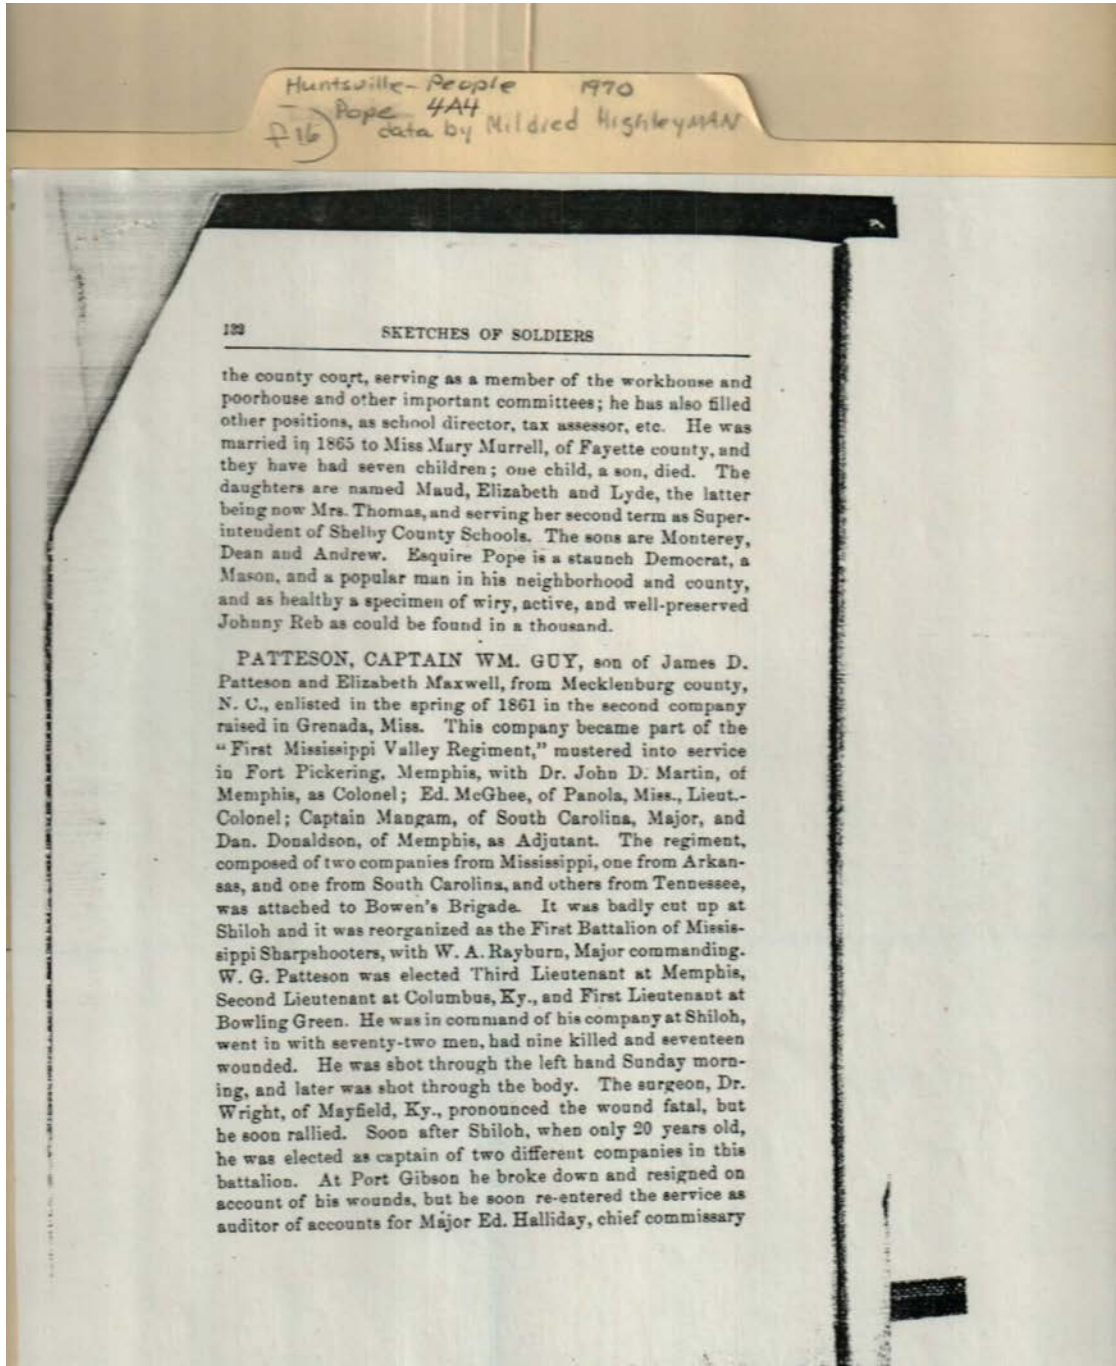 Huntsville - People 1970
Pope 4A4
f 16) data by Mildred Highleyman
132 SKETCHES OF SOLDIERS
the county court, serving as a member of the workhouse and
poorhouse and other important committees; he has also filled
other positions, as school director, tax assessor, etc. He was
married in 1865 to Miss Mary Murrell, of Fayette county, and
they have had seven children; one child, a son, died. The
daughters are named Maud, Elizabeth and Lyde, the latter
being now Mrs. Thomas, and serving her second term as Super-
intendent of Shelby County Schools. The sons are Monterey,
Dean and Andrew. Esquire Pope is a staunch Democrat, a
Mason, and a popular man in his neighborhood and county,
and as healthy a specimen of wiry, active, and well-preserved
Johnny Reb as could be found in a thousand.
PATTESON, CAPTAIN WM. GUY, son of James D.
Patteson and Elizabeth Maxwell, from Mecklenburg county,
N. C., enlisted in the spring of 1861 in the second company
raised in Grenada, Miss. This company became part of the
"First Mississippi Valley Regiment," mustered into service
in Fort Pickering, Memphis, with Dr. John D. Martin, of
Memphis, as Colonel; Ed. McGhee, of Panola, Miss., Lieut.-
Colonel; Captain Mangam, of South Carolina, Major, and
Dan. Donaldson, of Memphis, as Adjutant. The regiment,
composed of two companies from Mississippi, one from Arkan-
sas, and one from South Carolina, and others from Tennessee,
was attached to Bowen's Brigade. It was badly cut up at
Shiloh and it was reorganized as the First Battalion of Missis-
sippi Sharpshooters, with W. A. Rayburn, Major commanding.
W. G. Patteson was elected Third Lieutenant at Memphis,
Second Lieutenant at Columbus, Ky., and First Lieutenant at
Bowling Green. He was in command of his company at Shiloh,
went in with seventy-two men, had nine killed and seventeen
wounded. He was shot through the left hand Sunday morn-
ing, and later was shot through the body. The surgeon, Dr.
Wright, of Mayfield, Ky., pronounced the wound fatal, but
he soon rallied. Soon after Shiloh, when only 20 years old,
he was elected as captain of two different companies in this
battalion. At Port Gibson he broke down and resigned on
account of his wounds, but he soon re-entered the service as
auditor of accounts for Major Ed. Halliday, chief commissary